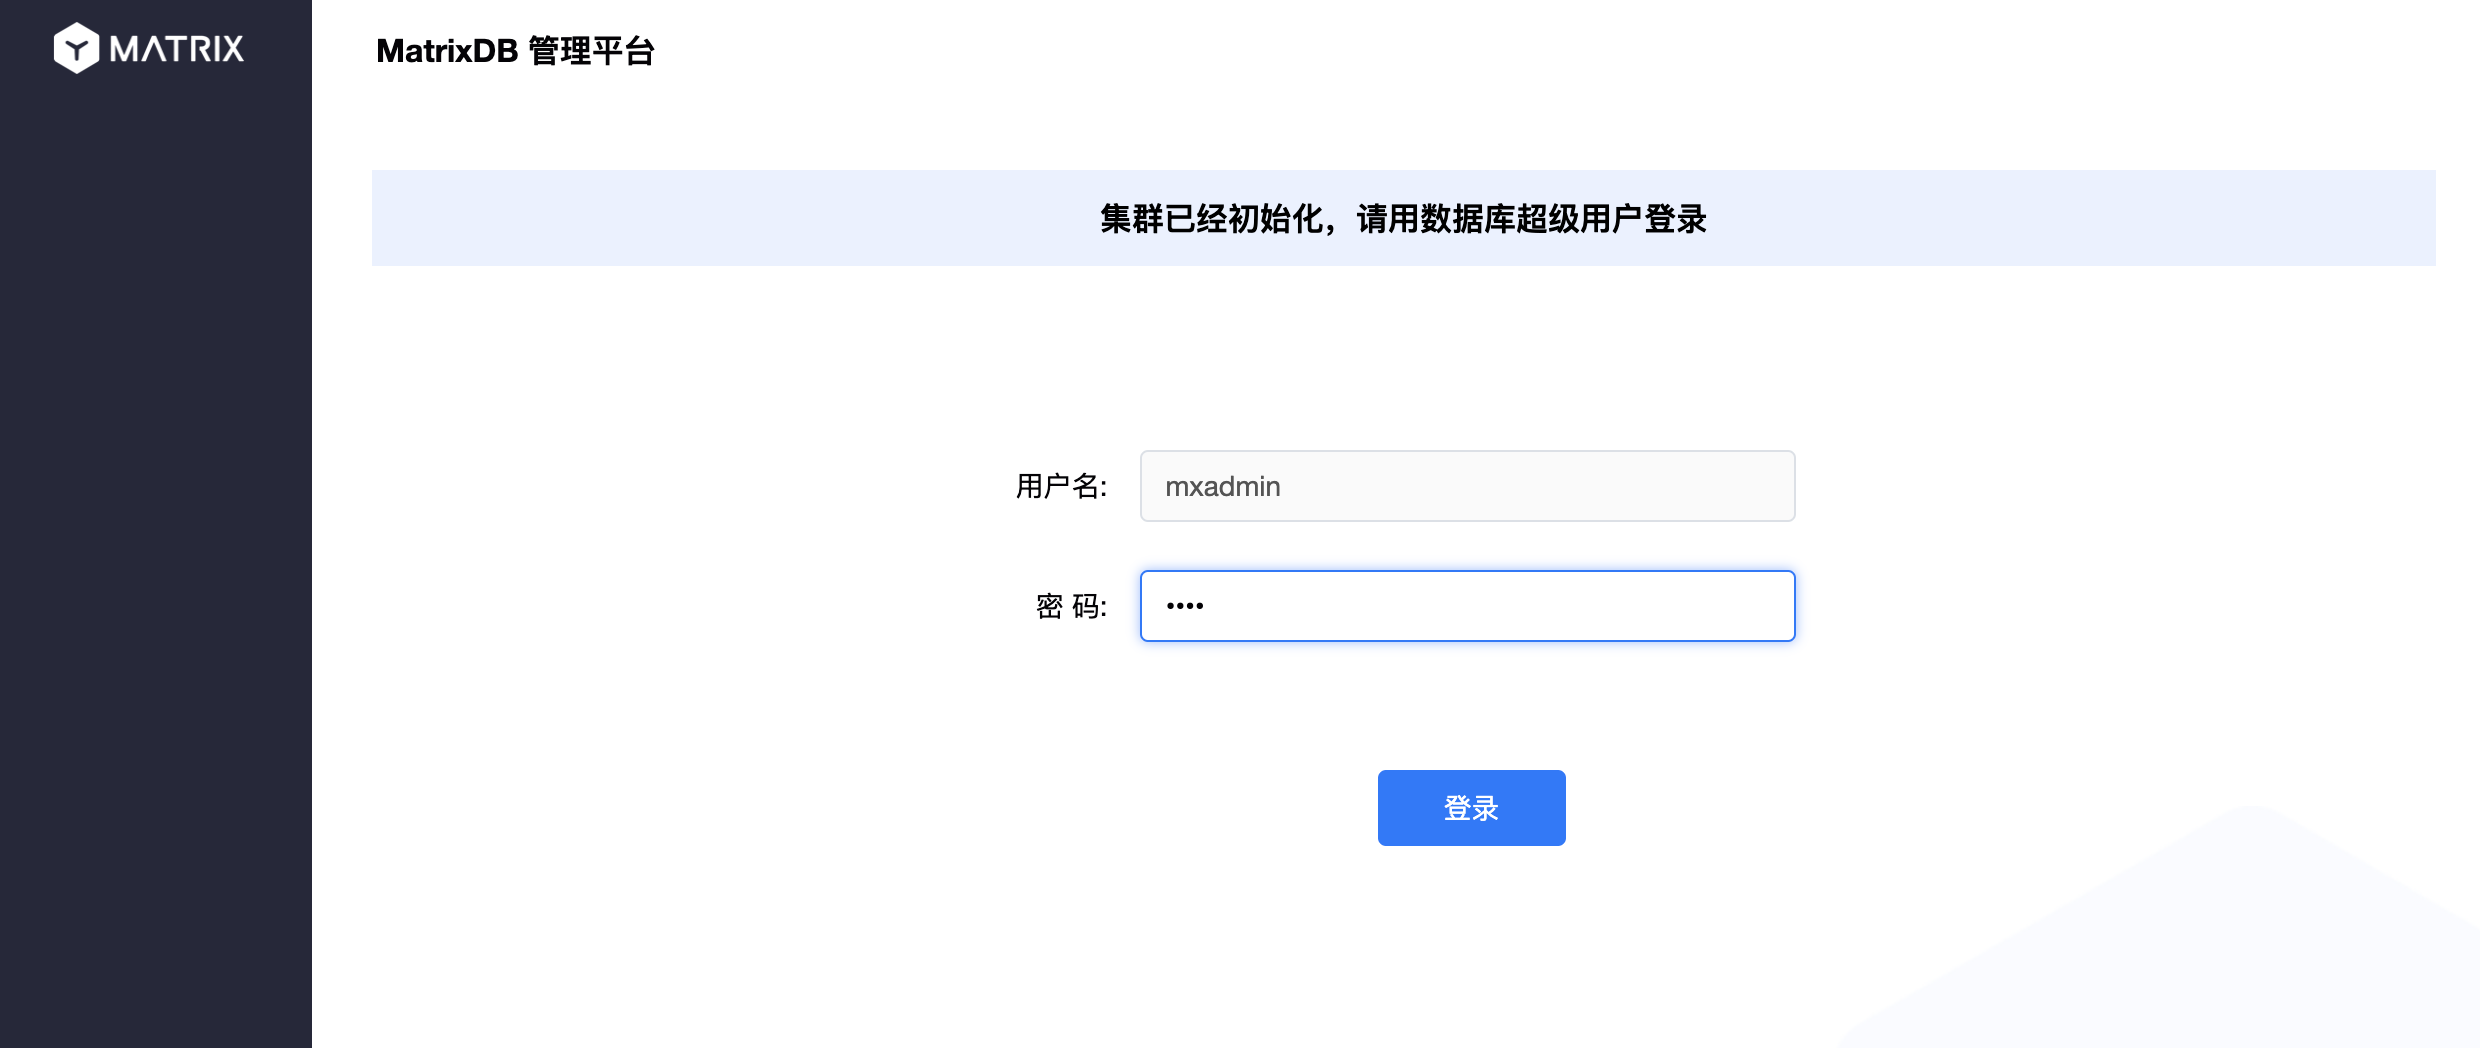 MATRIX
MatrixDB 管理平台
集群已经初始化，请用数据库超级用户登录
用户名:
mxadmin
密 码:
••••
登录